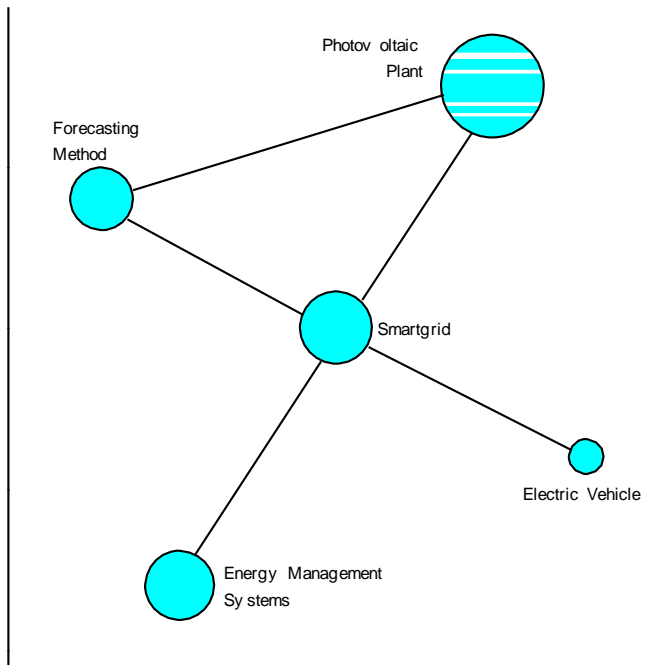 Photov oltaic
Plant
Forecasting
Method
Smartgrid
Electric Vehicle
Energy Management
Sy stems